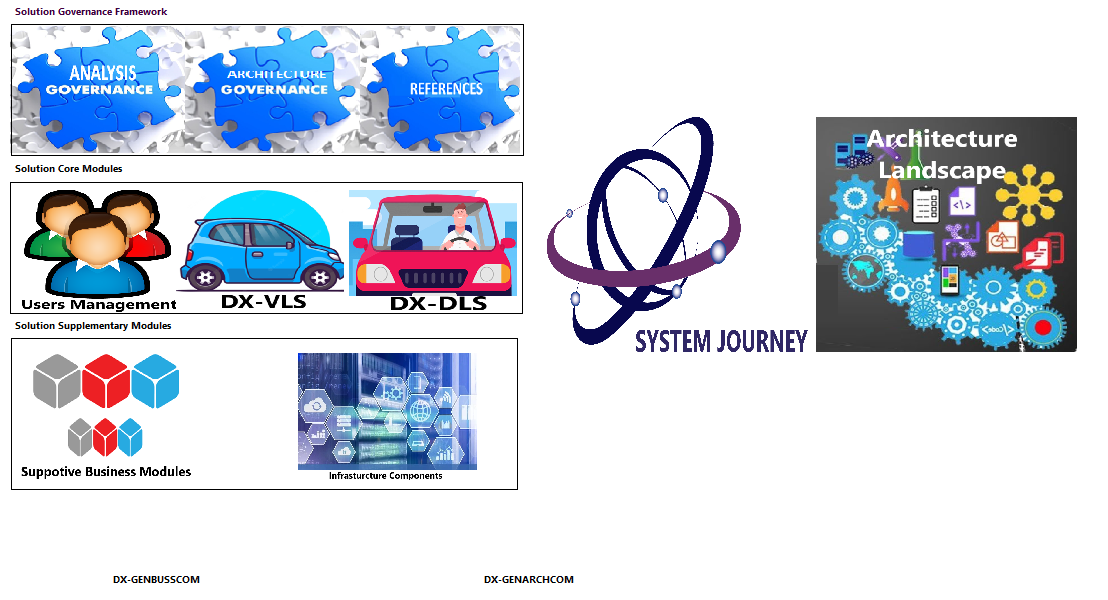 Solution Governance Framework
ANALYSIS
GOVERNANCE
ARCHITECTURE
GOVERNANCE
REFERENCES
Solution Core Modules
Users Management
DX-VLS
DX-DLS
Solution Supplementary Modules
Suppotive Business Modules
Infrasturcture Components
SYSTEM JOURNEY
Architecture
Landscape
</>
<abc/>
DX-GENBUSSCOM
DX-GENARCHCOM